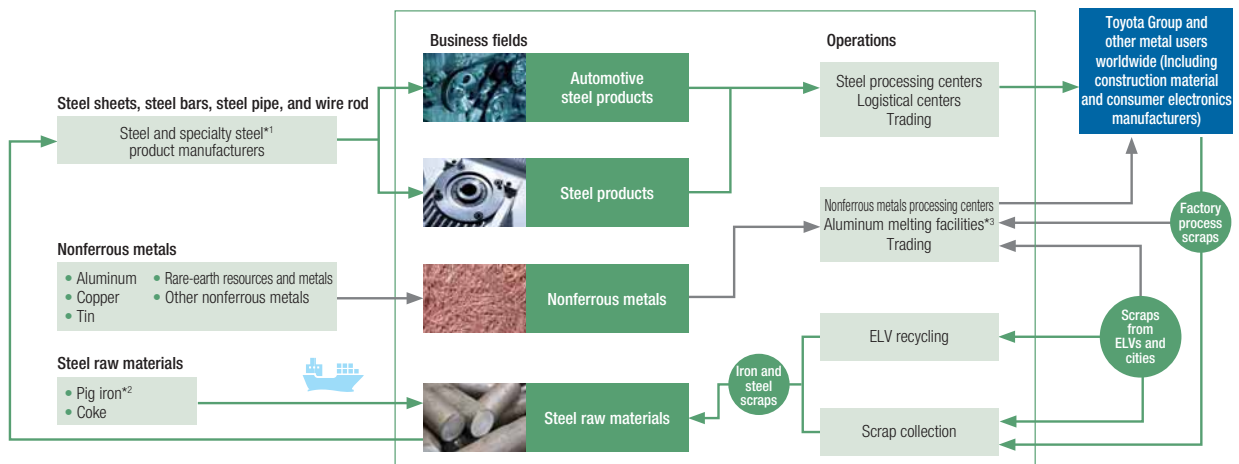 Business fields
Operations
Toyota Group and
other metal users
worldwide (Including
construction material
and consumer electronics
manufacturers)
Steel sheets, steel bars, steel pipe, and wire rod
Steel and specialty steel*1
product manufacturers
Automotive
steel products
Steel processing centers
Logistical centers
Trading
Steel products
Nonferrous metals processing centers
Aluminum melting facilities*3
Trading
Factory
process
scraps
Nonferrous metals
• Aluminum
• Copper
• Tin
• Rare-earth resources and metals
• Other nonferrous metals
Nonferrous metals
Scraps
from
ELVs and
cities
ELV recycling
Steel raw materials
• Pig iron*2
• Coke
Iron and
steel
scraps
Steel raw materials
Scrap collection